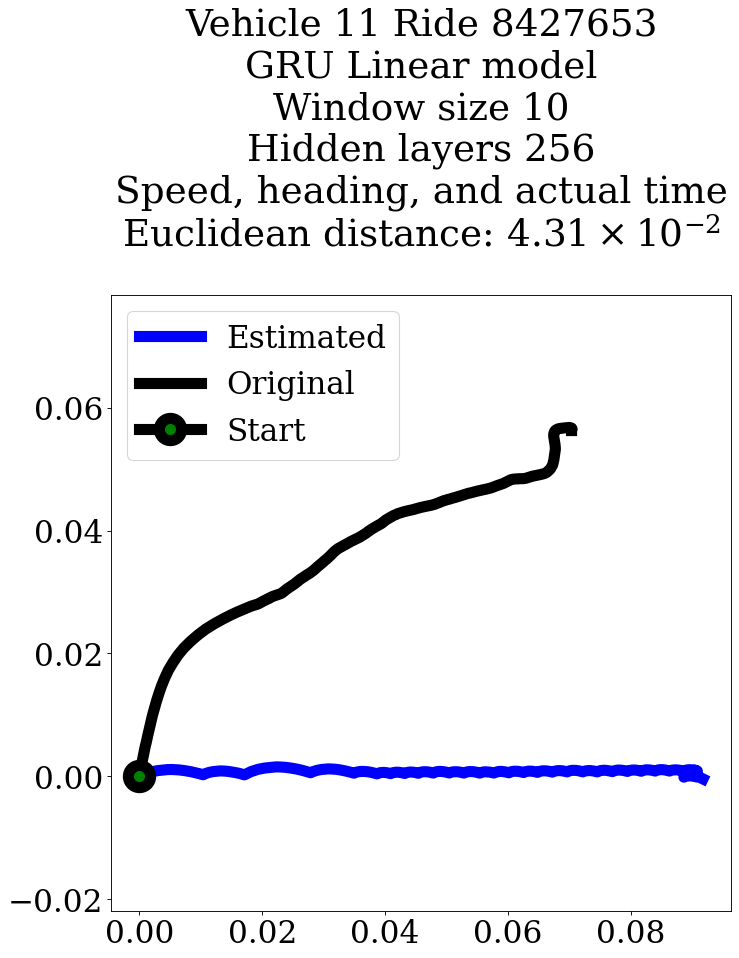 Vehicle 11 Ride 8427653
GRU Linear model
Window size 10
Hidden layers 256
Speed, heading, and actual time
Euclidean distance: 4.31 × 10⁻²
Estimated
Original
Start
0.06
0.04
0.02
0.00
−0.02
0.00 0.02 0.04 0.06 0.08